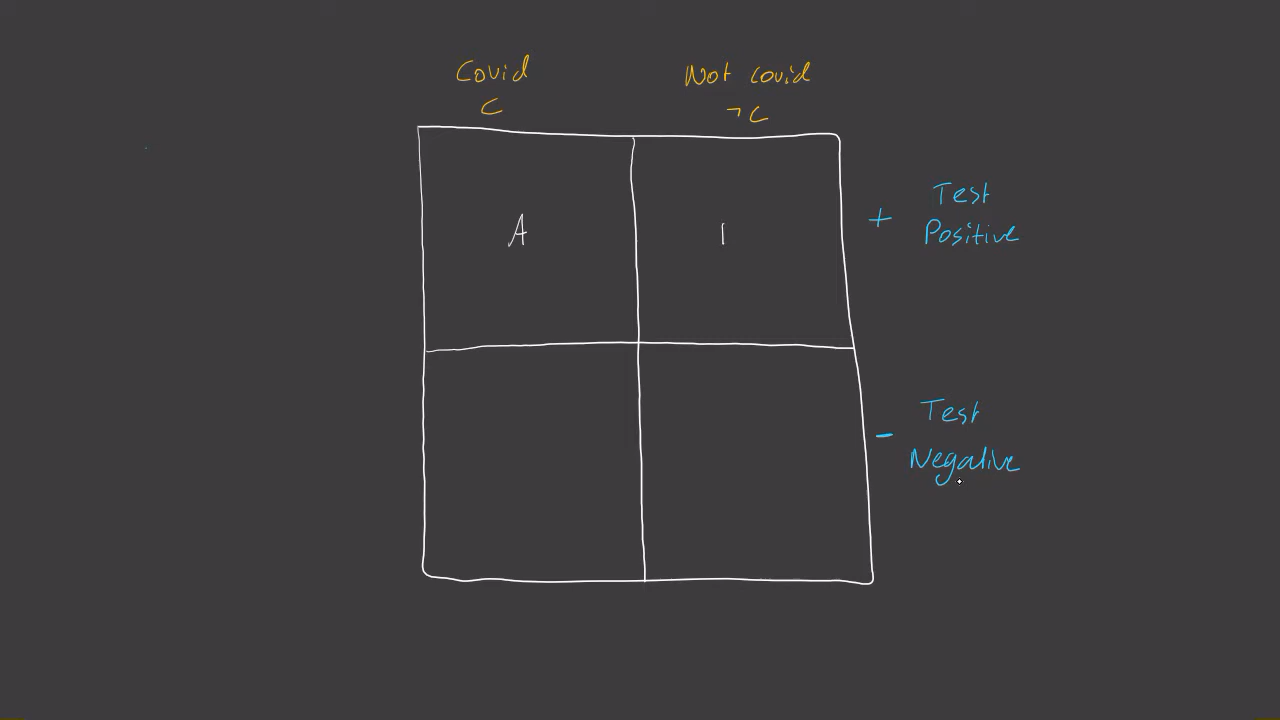 Covid
C
Not covid
¬C
A
+ Test
Positive
- Test
Negative